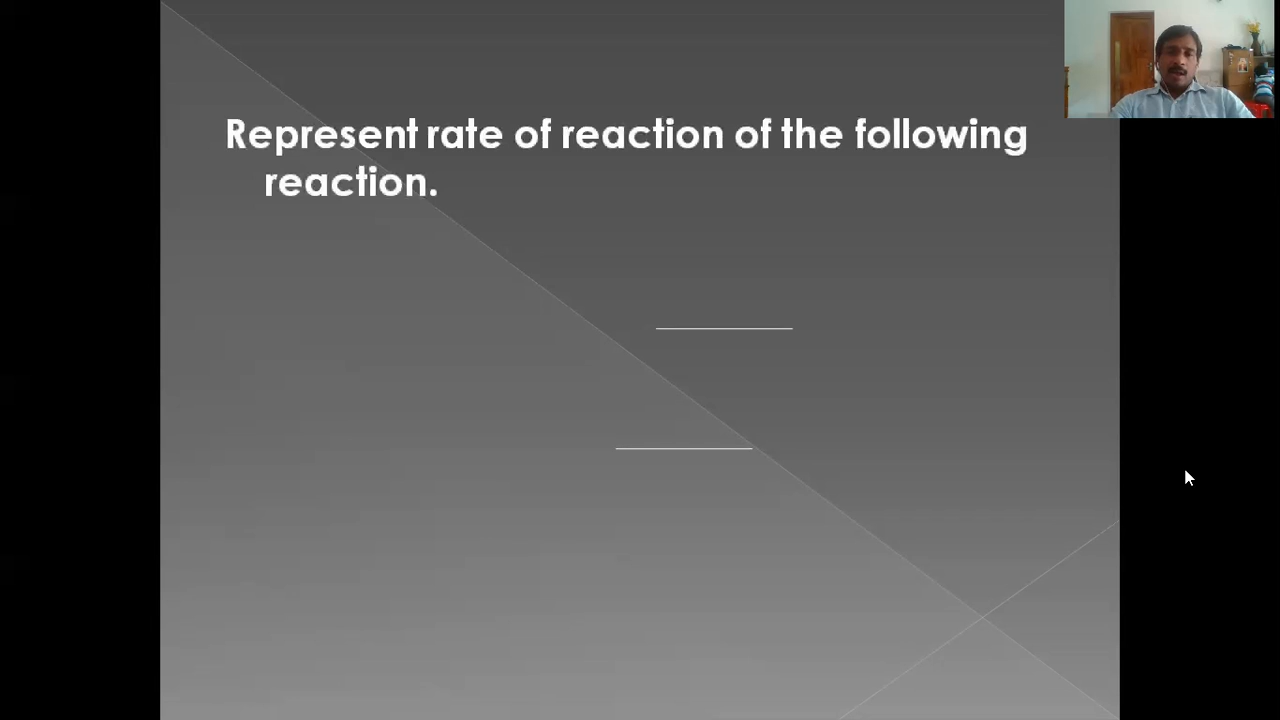 Represent rate of reaction of the following
reaction.